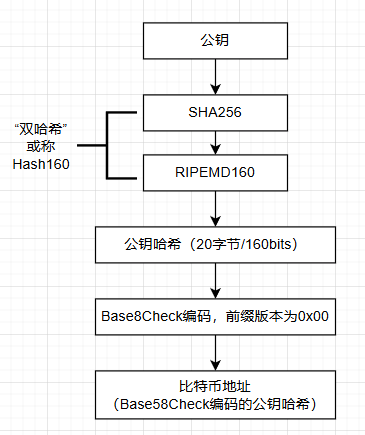 公钥
SHA256
“双哈希”
或称
Hash160
RIPEMD160
公钥哈希（20字节/160bits）
Base8Check编码，前缀版本为0x00
比特币地址
（Base58Check编码的公钥哈希）